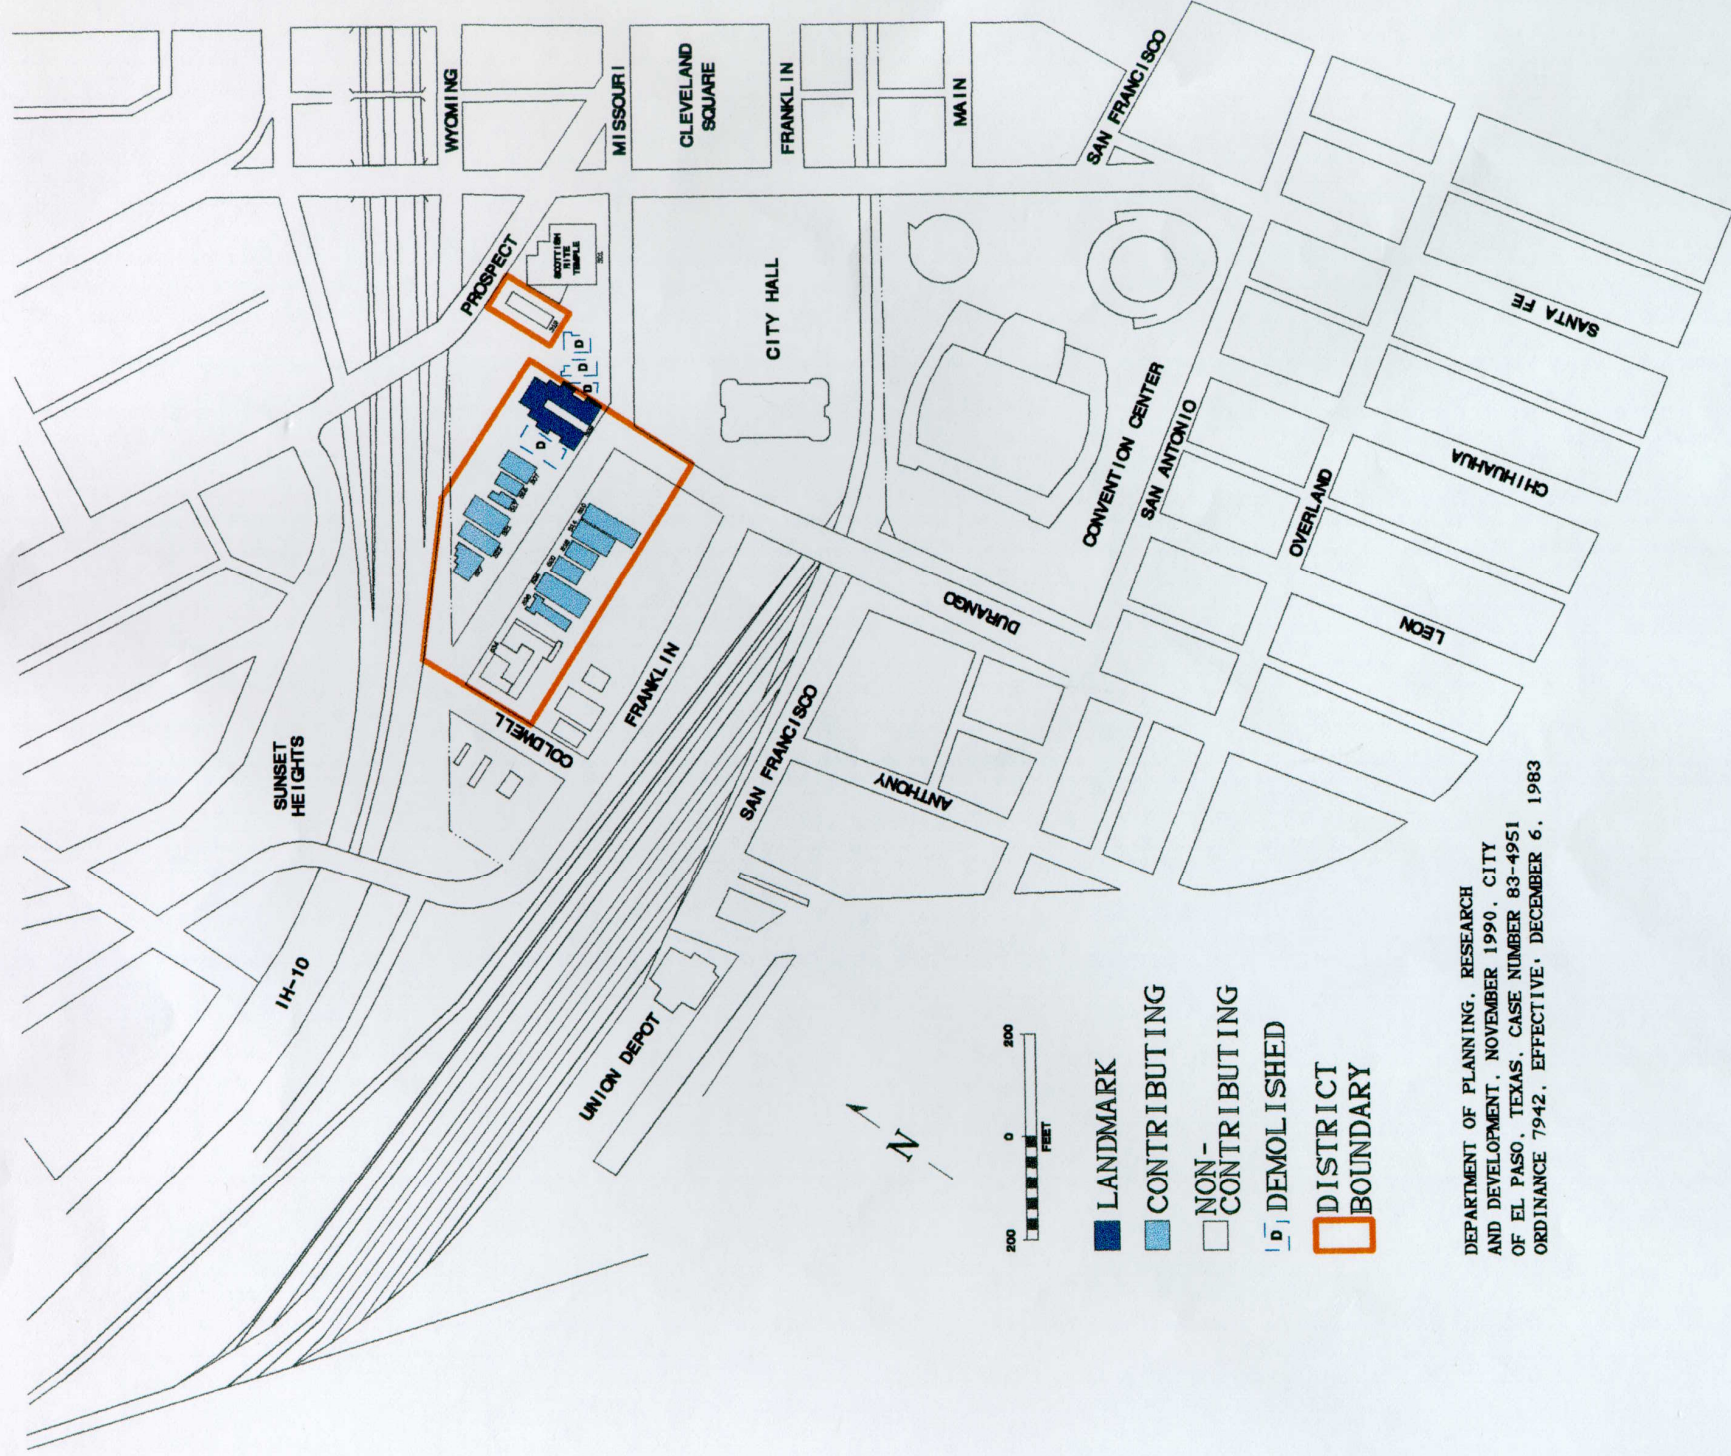 WYOMING
MISSOURI
CLEVELAND
SQUARE
FRANKLIN
MAIN
SAN FRANCISCO
PROSPECT
SCOTTISH
RITE
TEMPLE
301
CITY HALL
D
D
D
D
CONVENTION CENTER
SAN ANTONIO
OVERLAND
SANTA FE
CHIHUAHUA
LEON
DURANGO
FRANKLIN
COLDWELL
SAN FRANCISCO
ANTHONY
SUNSET
HEIGHTS
IH-10
UNION DEPOT
N
200 0 200
FEET
LANDMARK
CONTRIBUTING
NON-
CONTRIBUTING
D DEMOLISHED
DISTRICT
BOUNDARY
DEPARTMENT OF PLANNING, RESEARCH
AND DEVELOPMENT, NOVEMBER 1990, CITY
OF EL PASO, TEXAS. CASE NUMBER 83-4951
ORDINANCE 7942, EFFECTIVE: DECEMBER 6, 1983